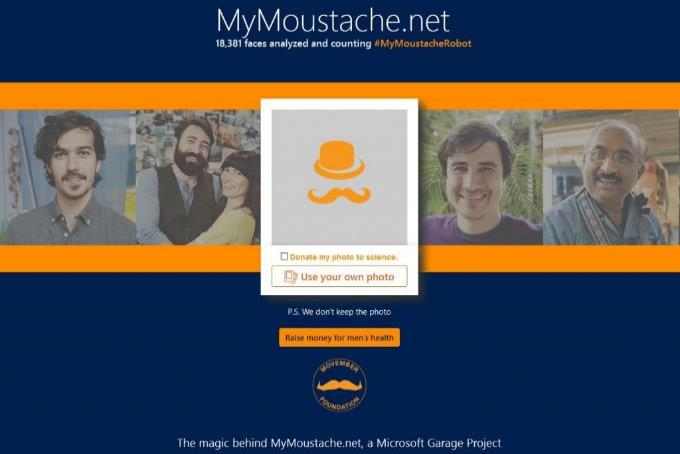 MyMoustache.net
18,381 faces analyzed and counting #MyMoustacheRobot
Donate my photo to science.
Use your own photo
P.S. We don't keep the photo
Raise money for men's health
MOVEMBER
FOUNDATION
The magic behind MyMoustache.net, a Microsoft Garage Project